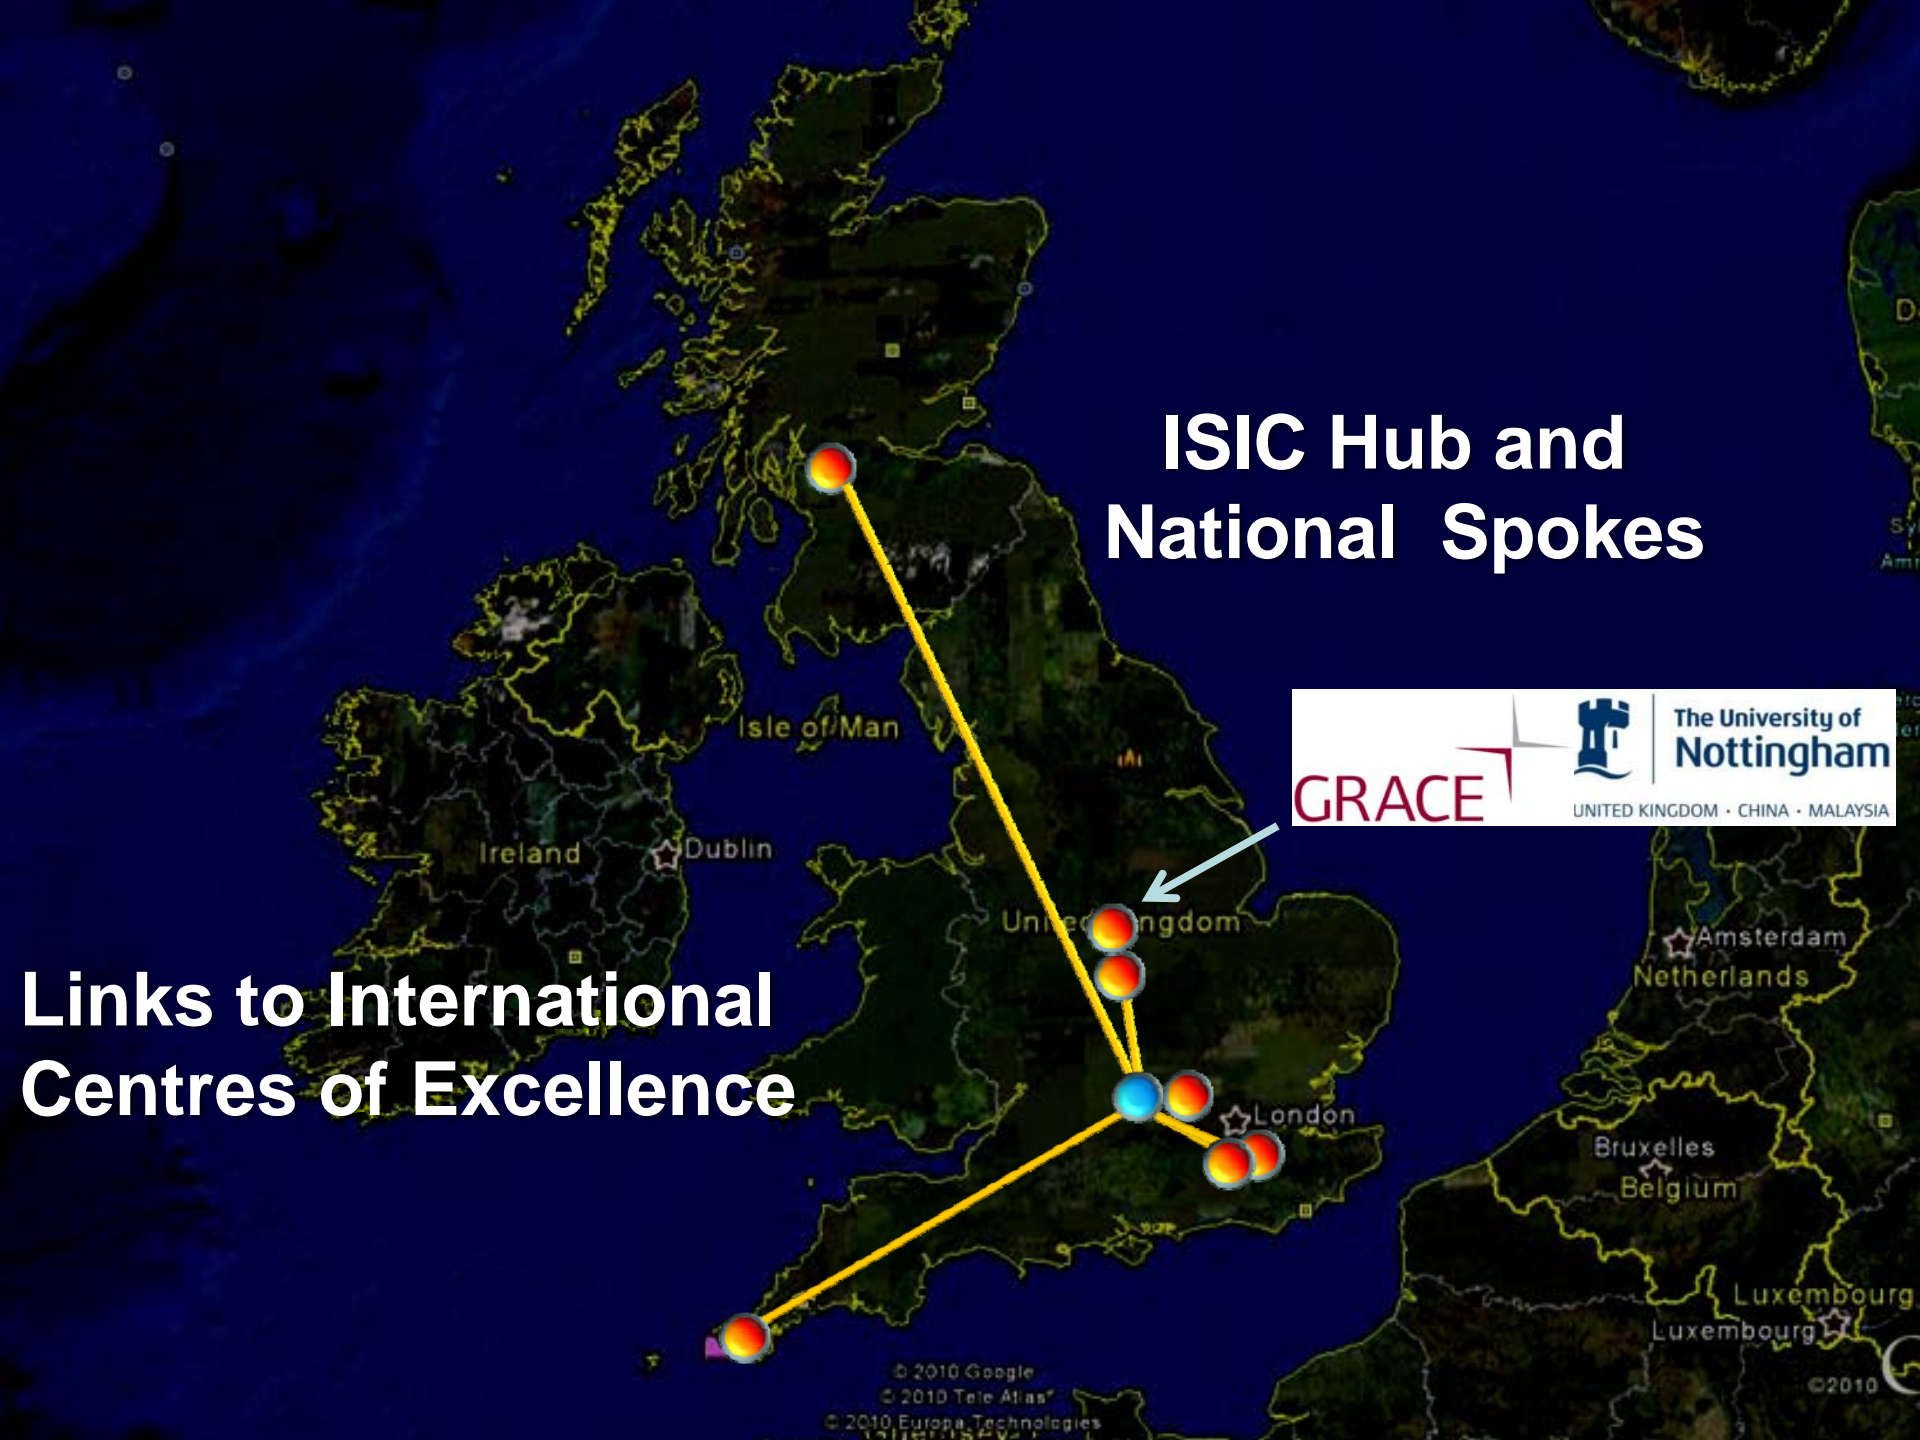 ISIC Hub and
National Spokes
Isle of Man
The University of
Nottingham
GRACE
UNITED KINGDOM · CHINA · MALAYSIA
Ireland
Dublin
Amsterdam
Netherlands
Links to International
Centres of Excellence
London
Bruxelles
Belgium
Luxembourg
Luxembourg
© 2010 Google
© 2010 Tele Atlas
© 2010 Europa Technologies
©2010